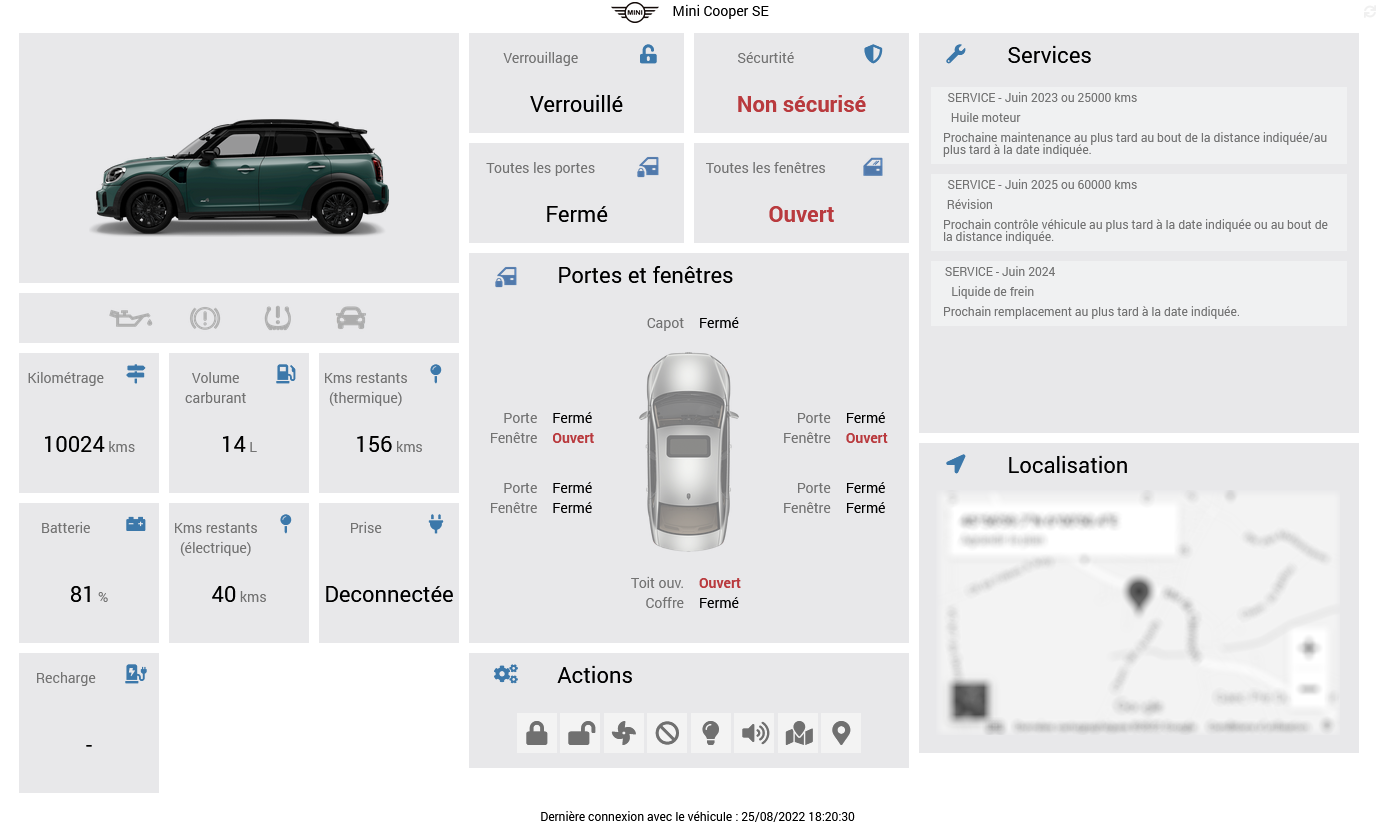 MINI
Mini Cooper SE
Verrouillage
Verrouillé
Sécurtité
Non sécurisé
Toutes les portes
Fermé
Toutes les fenêtres
Ouvert
Kilométrage
10024 kms
Volume
carburant
14 L
Kms restants
(thermique)
156 kms
Batterie
81 %
Kms restants
(électrique)
40 kms
Prise
Deconnectée
Recharge
-
Portes et fenêtres
Capot Fermé
Porte Fermé
Fenêtre Ouvert
Porte Fermé
Fenêtre Ouvert
Porte Fermé
Fenêtre Fermé
Porte Fermé
Fenêtre Fermé
Toit ouv. Ouvert
Coffre Fermé
Actions
Services
SERVICE - Juin 2023 ou 25000 kms
Huile moteur
Prochaine maintenance au plus tard au bout de la distance indiquée/au
plus tard à la date indiquée.
SERVICE - Juin 2025 ou 60000 kms
Révision
Prochain contrôle véhicule au plus tard à la date indiquée ou au bout de
la distance indiquée.
SERVICE - Juin 2024
Liquide de frein
Prochain remplacement au plus tard à la date indiquée.
Localisation
Google
Dernière connexion avec le véhicule : 25/08/2022 18:20:30